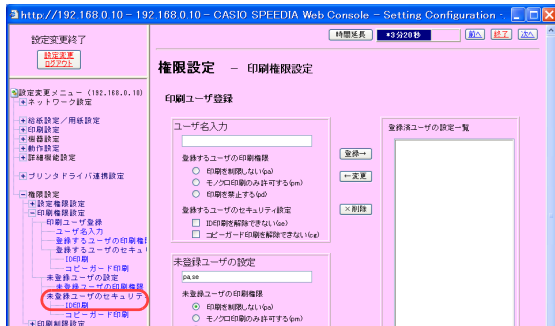 http://192.168.0.10 - 192.168.0.10 - CASIO SPEEDIA Web Console - Setting Configuration -
設定変更終了
設定変更
ログアウト
時間延長
*3分20秒
前へ
終了
次へ
設定変更メニュー (192.168.0.10)
ネットワーク設定
給紙設定/用紙設定
印刷設定
機器設定
動作設定
詳細機能設定
プリンタドライバ連携設定
権限設定
設定権限設定
印刷権限設定
印刷ユーザ登録
ユーザ名入力
登録するユーザの印刷権
登録するユーザのセキュ
ID印刷
コピーガード印刷
未登録ユーザの設定
未登録ユーザの印刷権限
未登録ユーザのセキュリテ
ID印刷
コピーガード印刷
印刷制限設定
権限設定 - 印刷権限設定
印刷ユーザ登録
ユーザ名入力
登録するユーザの印刷権限
印刷を制限しない(pa)
モノクロ印刷のみ許可する(pm)
印刷を禁止する(pd)
登録するユーザのセキュリティ設定
ID印刷を解除できない(se)
コピーガード印刷を解除できない(cg)
登録→
←変更
×削除
登録済ユーザの設定一覧
未登録ユーザの設定
pa,se
未登録ユーザの印刷権限
印刷を制限しない(pa)
モノクロ印刷のみ許可する(pm)